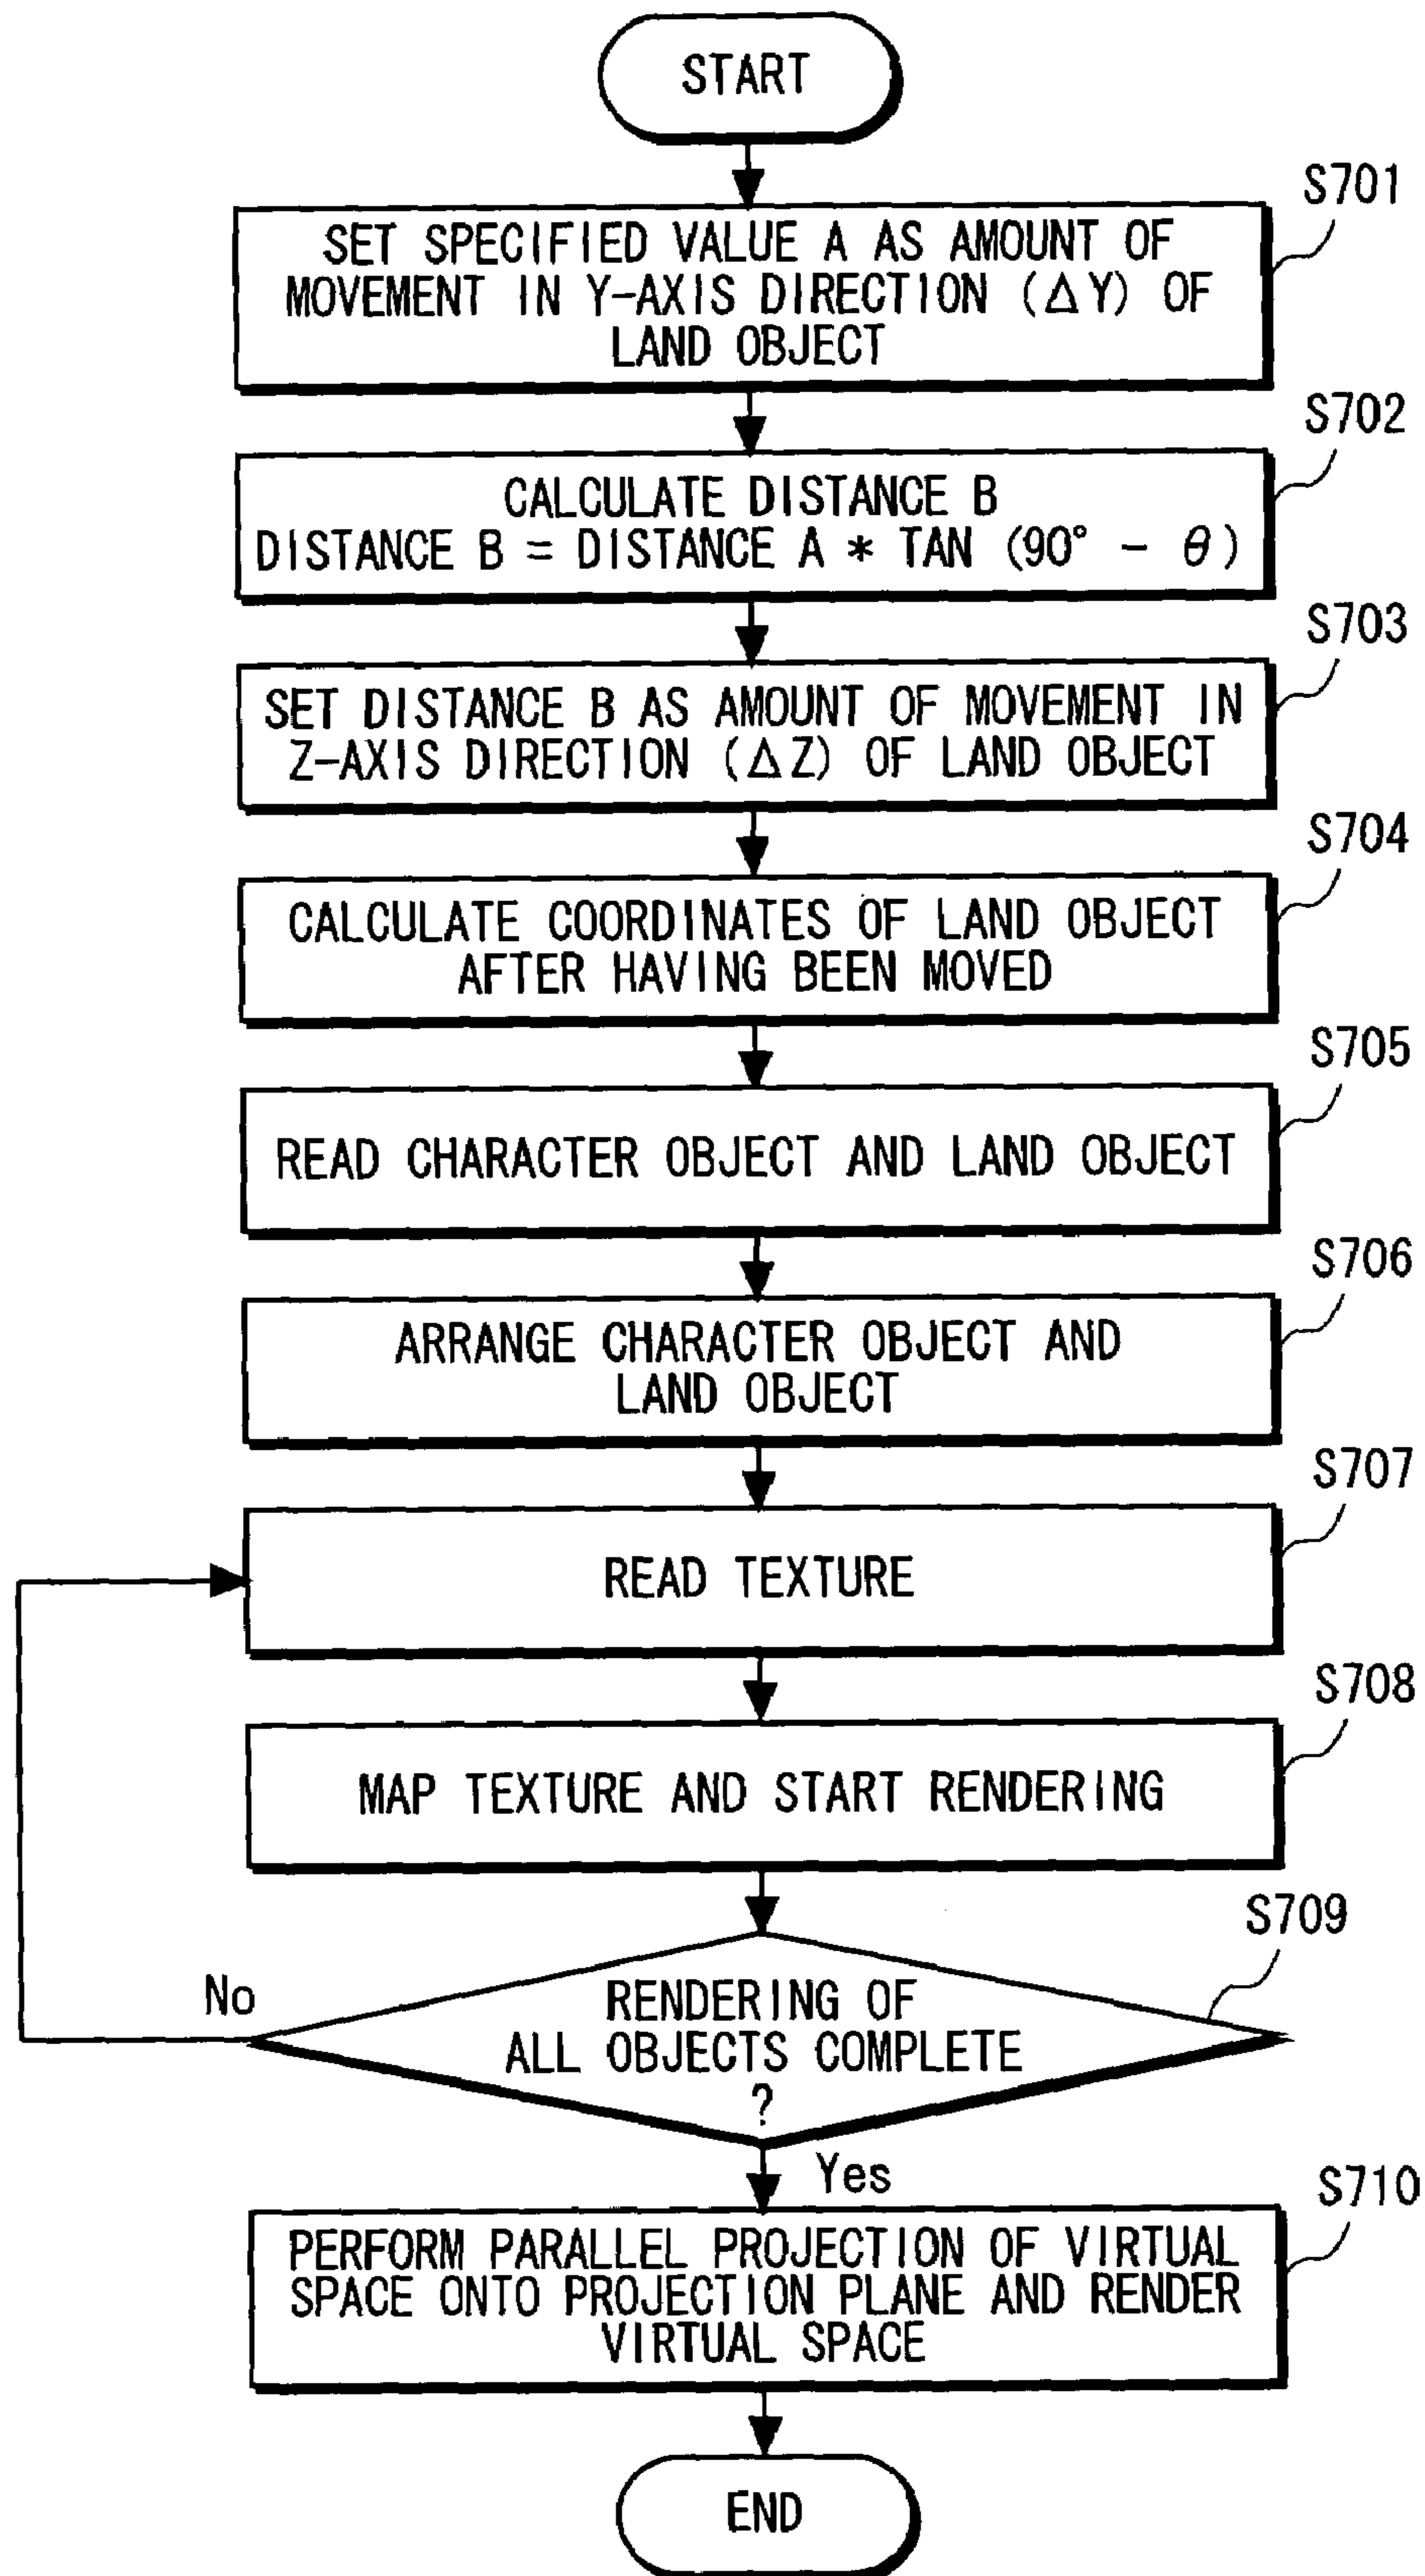 START
S701
SET SPECIFIED VALUE A AS AMOUNT OF
MOVEMENT IN Y-AXIS DIRECTION (△Y) OF
LAND OBJECT
S702
CALCULATE DISTANCE B
DISTANCE B = DISTANCE A * TAN (90° - θ)
S703
SET DISTANCE B AS AMOUNT OF MOVEMENT IN
Z-AXIS DIRECTION (△Z) OF LAND OBJECT
S704
CALCULATE COORDINATES OF LAND OBJECT
AFTER HAVING BEEN MOVED
S705
READ CHARACTER OBJECT AND LAND OBJECT
S706
ARRANGE CHARACTER OBJECT AND
LAND OBJECT
S707
READ TEXTURE
S708
MAP TEXTURE AND START RENDERING
S709
No
RENDERING OF
ALL OBJECTS COMPLETE
?
Yes
S710
PERFORM PARALLEL PROJECTION OF VIRTUAL
SPACE ONTO PROJECTION PLANE AND RENDER
VIRTUAL SPACE
END